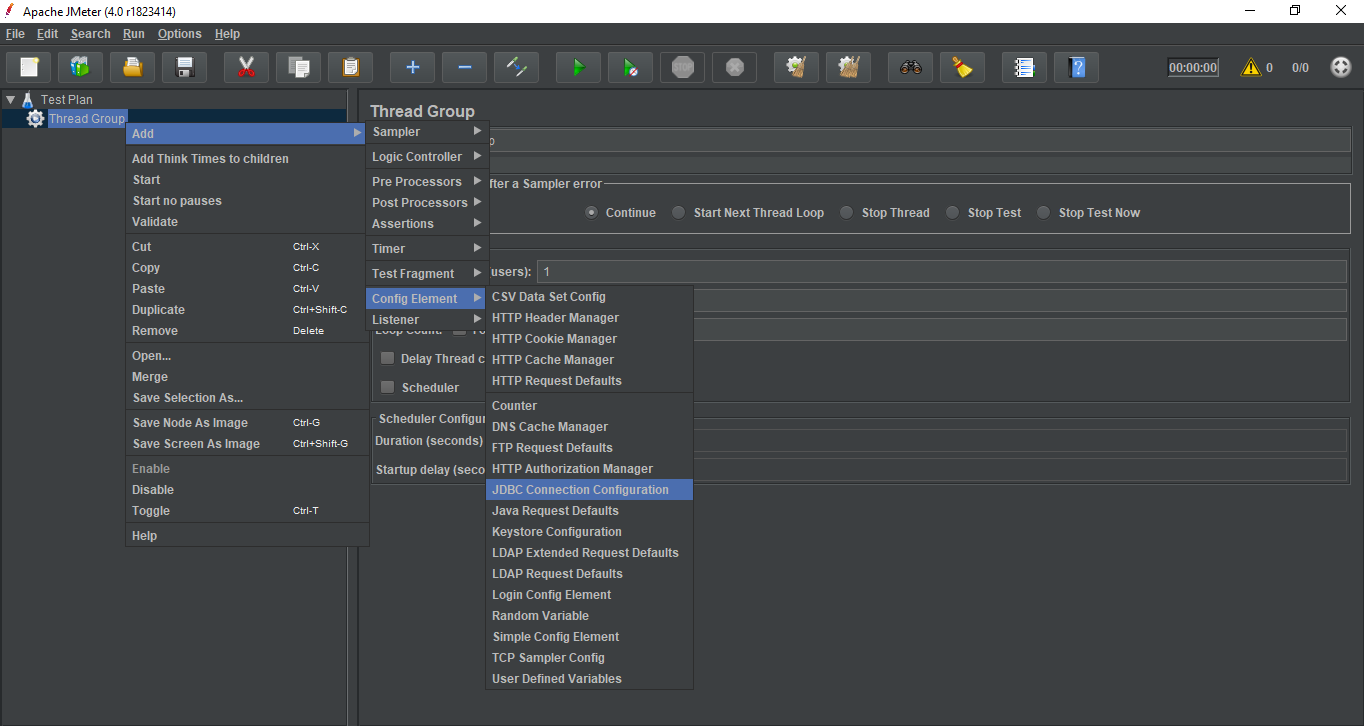 Apache JMeter (4.0 r1823414)
File Edit Search Run Options Help
STOP
00:00:00 0 0/0
Test Plan
Thread Group
Add
Add Think Times to children
Start
Start no pauses
Validate
Cut Ctrl-X
Copy Ctrl-C
Paste Ctrl-V
Duplicate Ctrl+Shift-C
Remove Delete
Open...
Merge
Save Selection As...
Save Node As Image Ctrl-G
Save Screen As Image Ctrl+Shift-G
Enable
Disable
Toggle Ctrl-T
Help
Sampler
Logic Controller
Pre Processors
Post Processors
Assertions
Timer
Test Fragment
Config Element
Listener
CSV Data Set Config
HTTP Header Manager
HTTP Cookie Manager
HTTP Cache Manager
HTTP Request Defaults
Counter
DNS Cache Manager
FTP Request Defaults
HTTP Authorization Manager
JDBC Connection Configuration
Java Request Defaults
Keystore Configuration
LDAP Extended Request Defaults
LDAP Request Defaults
Login Config Element
Random Variable
Simple Config Element
TCP Sampler Config
User Defined Variables
Thread Group
p
fter a Sampler error
Continue Start Next Thread Loop Stop Thread Stop Test Stop Test Now
users): 1
Loop Count:
Delay Thread c
Scheduler
Scheduler Configur
Duration (seconds)
Startup delay (seco